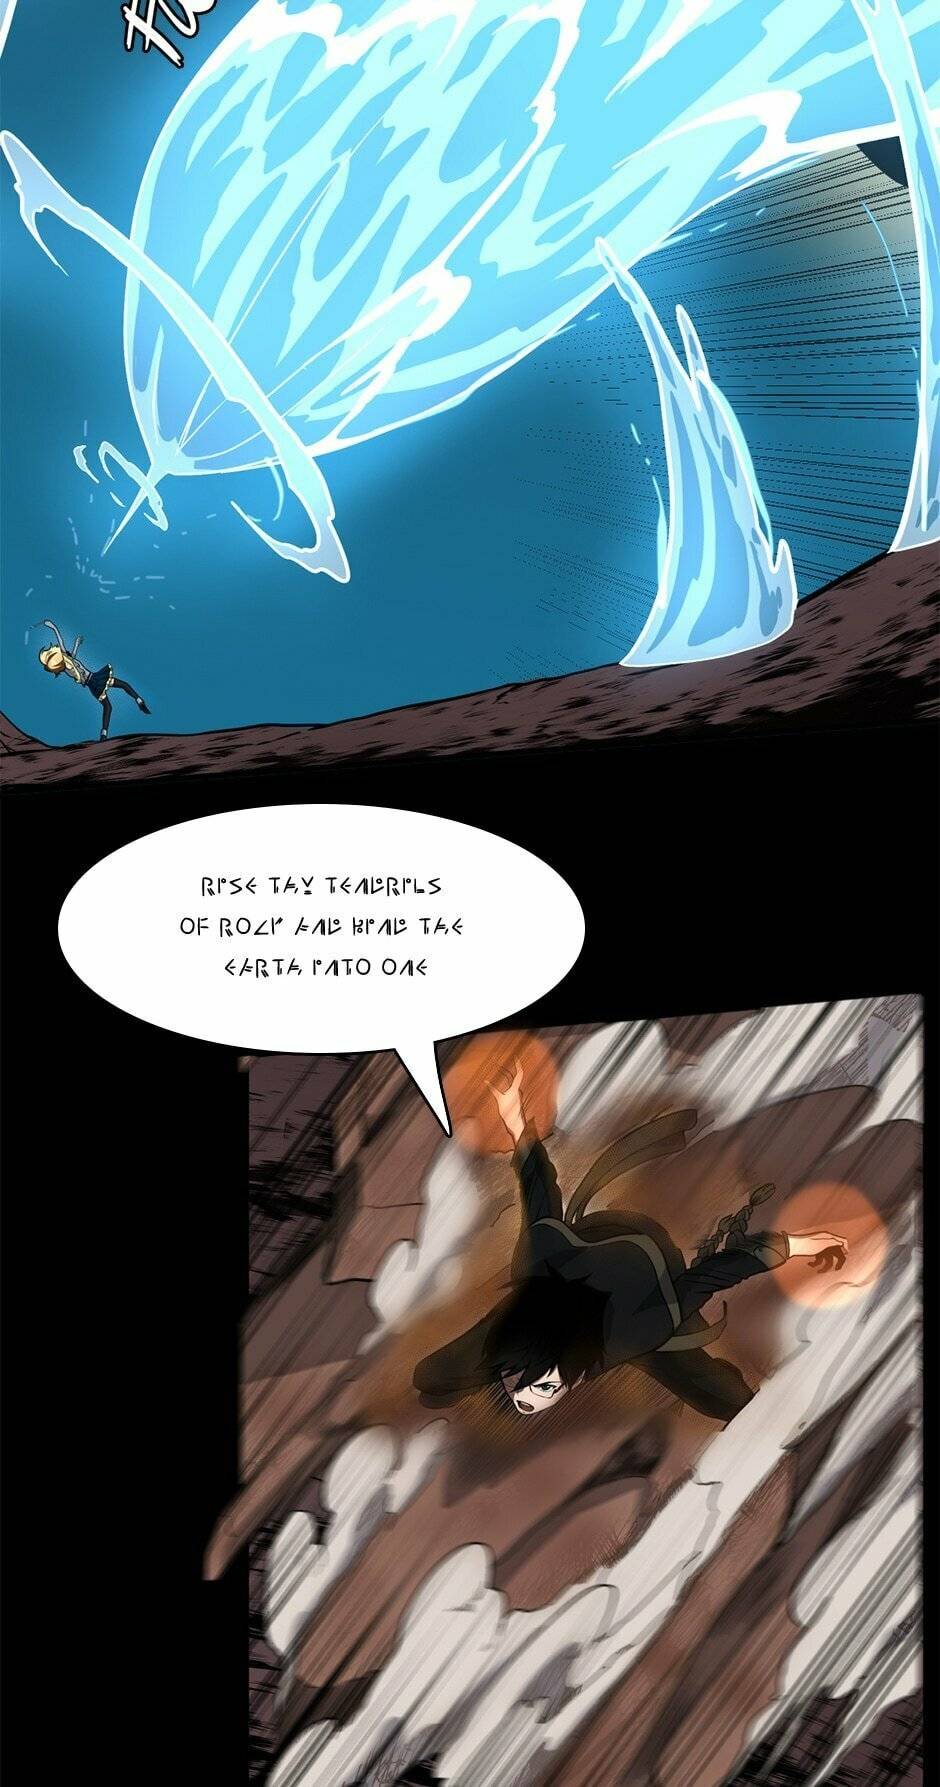 RISE THY TENDRILS
OF ROCK AND BIND THE
EARTH INTO ONE